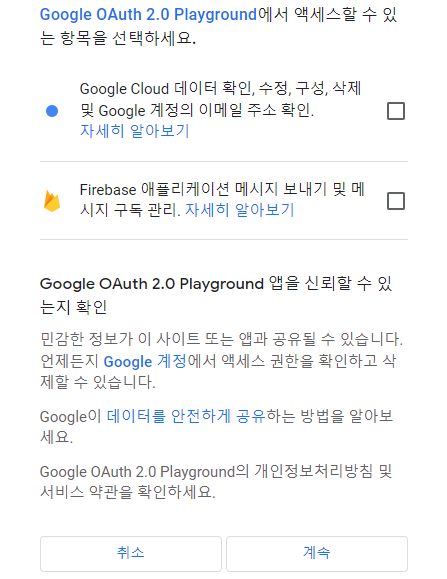 Google OAuth 2.0 Playground에서 액세스할 수 있
는 항목을 선택하세요.
Google Cloud 데이터 확인, 수정, 구성, 삭제
및 Google 계정의 이메일 주소 확인.
자세히 알아보기
Firebase 애플리케이션 메시지 보내기 및 메
시지 구독 관리. 자세히 알아보기
Google OAuth 2.0 Playground 앱을 신뢰할 수 있
는지 확인
민감한 정보가 이 사이트 또는 앱과 공유될 수 있습니다.
언제든지 Google 계정에서 액세스 권한을 확인하고 삭
제할 수 있습니다.
Google이 데이터를 안전하게 공유하는 방법을 알아보
세요.
Google OAuth 2.0 Playground의 개인정보처리방침 및
서비스 약관을 확인하세요.
취소
계속